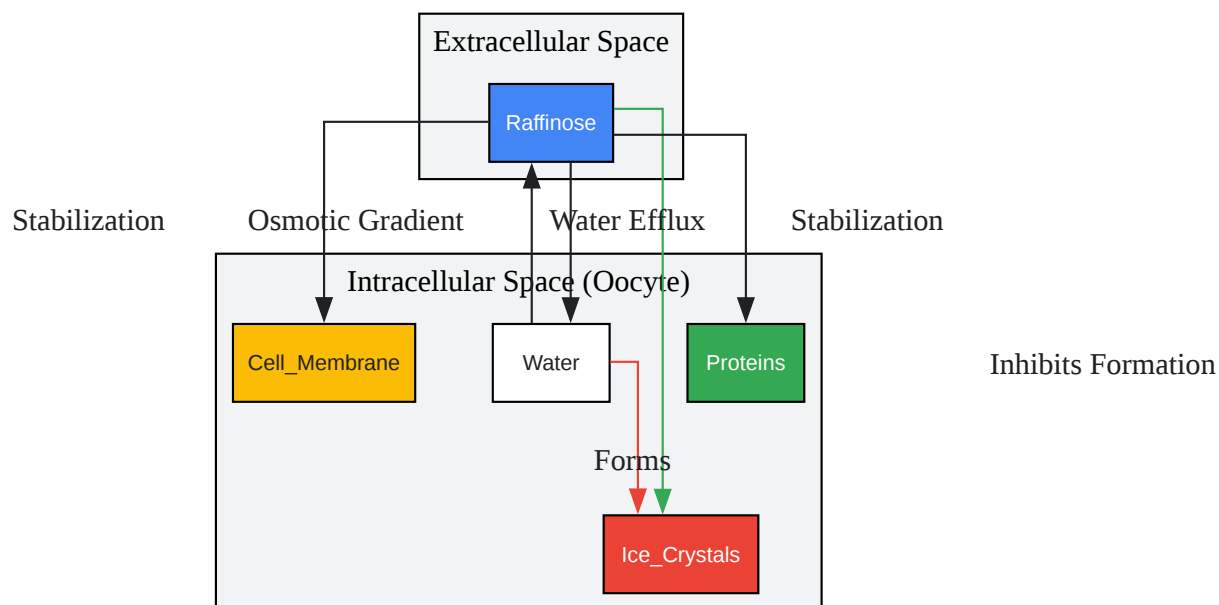 Extracellular Space
Raffinose
Stabilization
Osmotic Gradient
Water Efflux
Stabilization
Intracellular Space (Oocyte)
Cell_Membrane
Water
Proteins
Inhibits Formation
Forms
Ice_Crystals